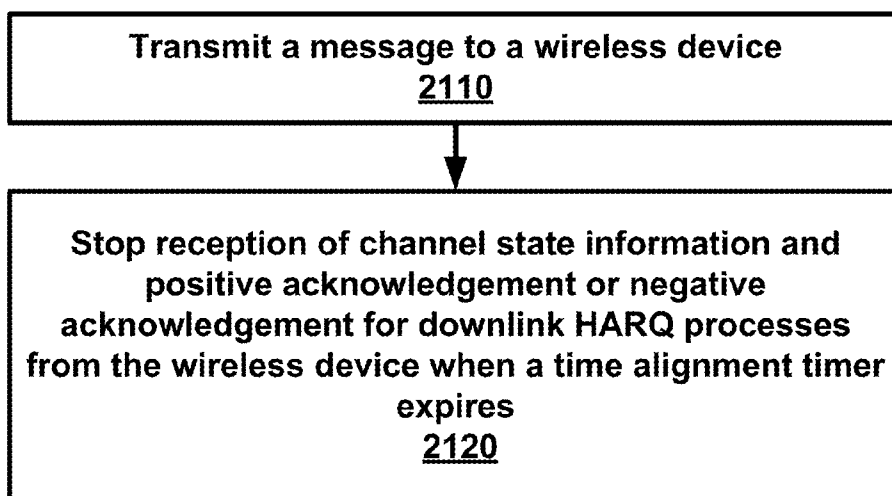 Transmit a message to a wireless device
2110
Stop reception of channel state information and
positive acknowledgement or negative
acknowledgement for downlink HARQ processes
from the wireless device when a time alignment timer
expires
2120